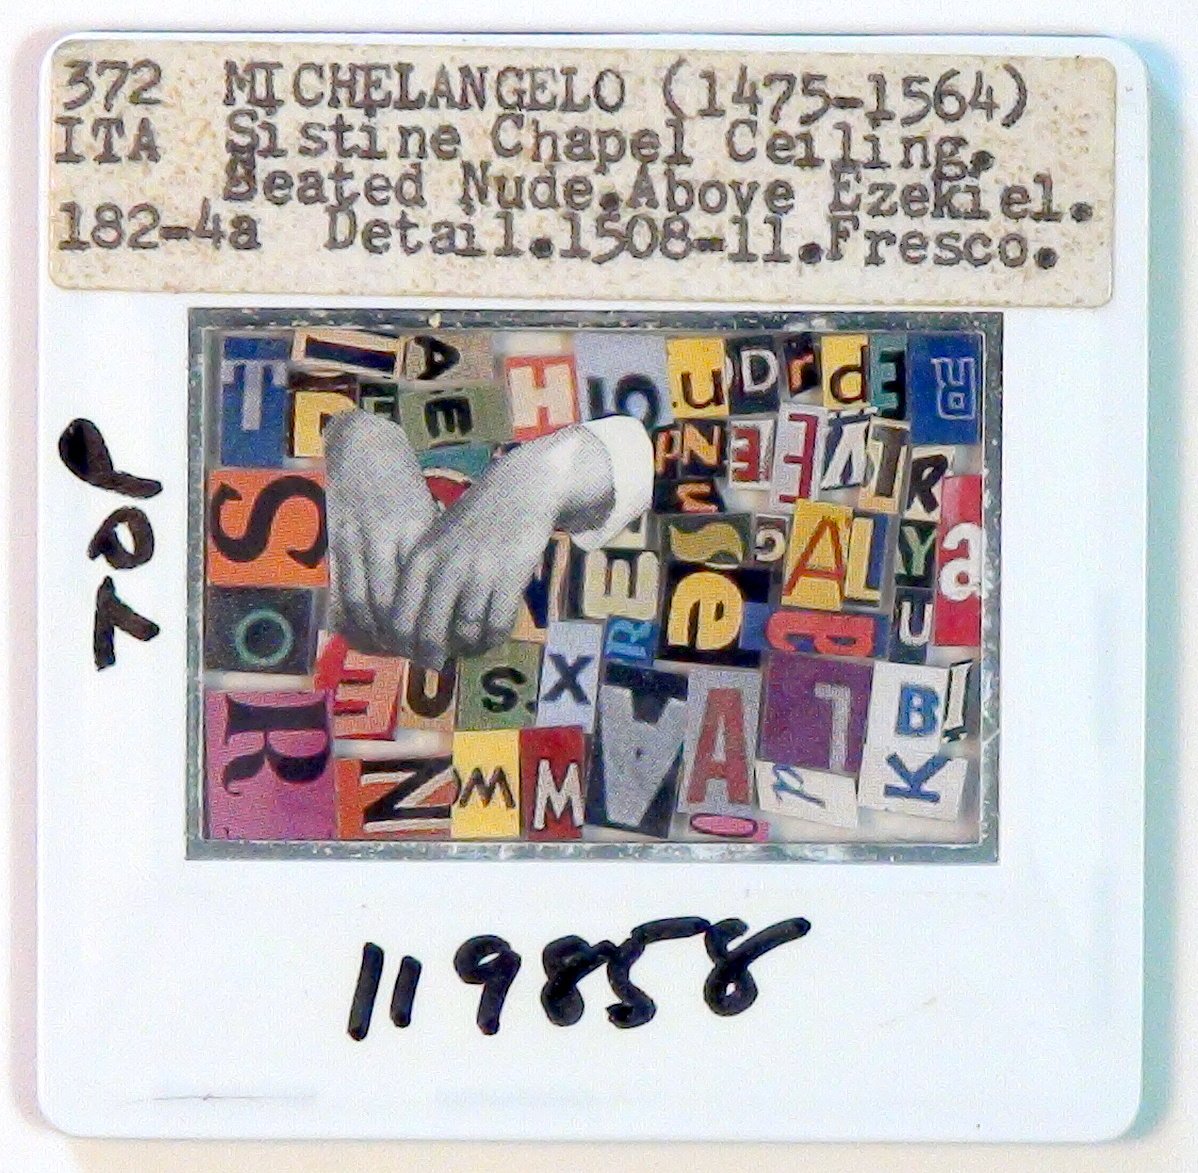 372 MICHELANGELO (1475-1564)
ITA Sistine Chapel Ceiling.
Seated Nude.Above Ezekiel.
182-4a Detail.1508-11.Fresco.
TOP
T I A H b u D r d E
D E
S
A L Y a
O E R e U
E U S X A A L B I
R N W M K
119858